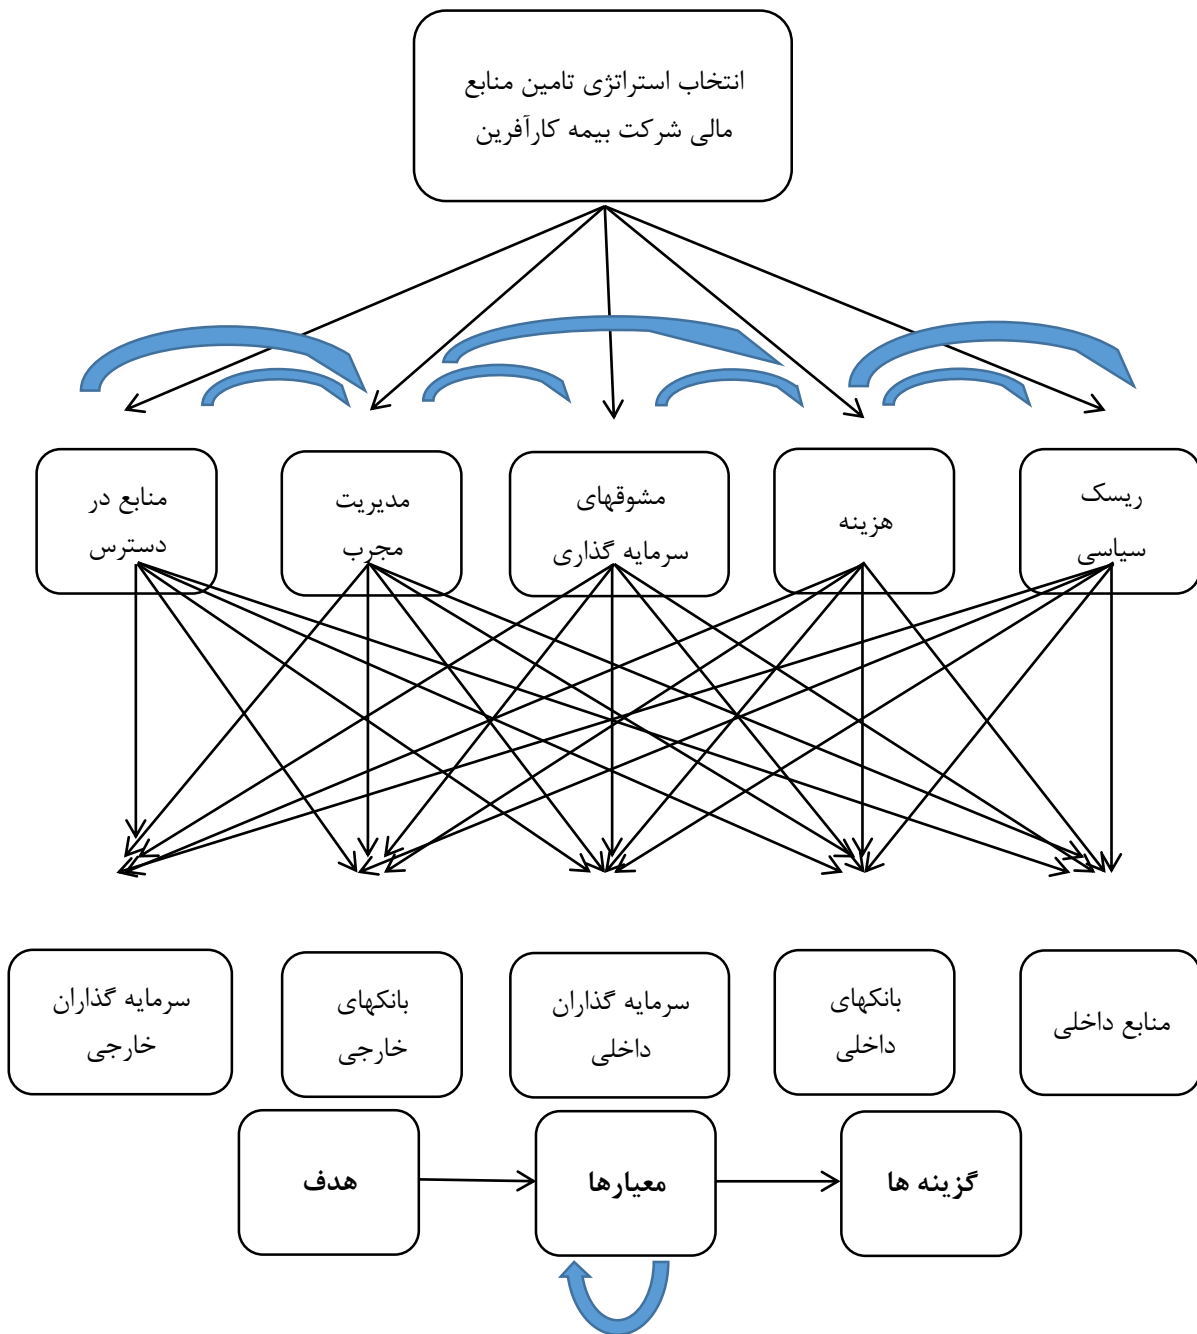 انتخاب استراتژی تامین منابع
مالی شرکت بیمه کارآفرین
ریسک
سیاسی
هزینه
مشوقهای
سرمایه گذاری
مدیریت
مجرب
منابع در
دسترس
منابع داخلی
بانکهای
داخلی
سرمایه گذاران
داخلی
بانکهای
خارجی
سرمایه گذاران
خارجی
گزینه ها
معیارها
هدف